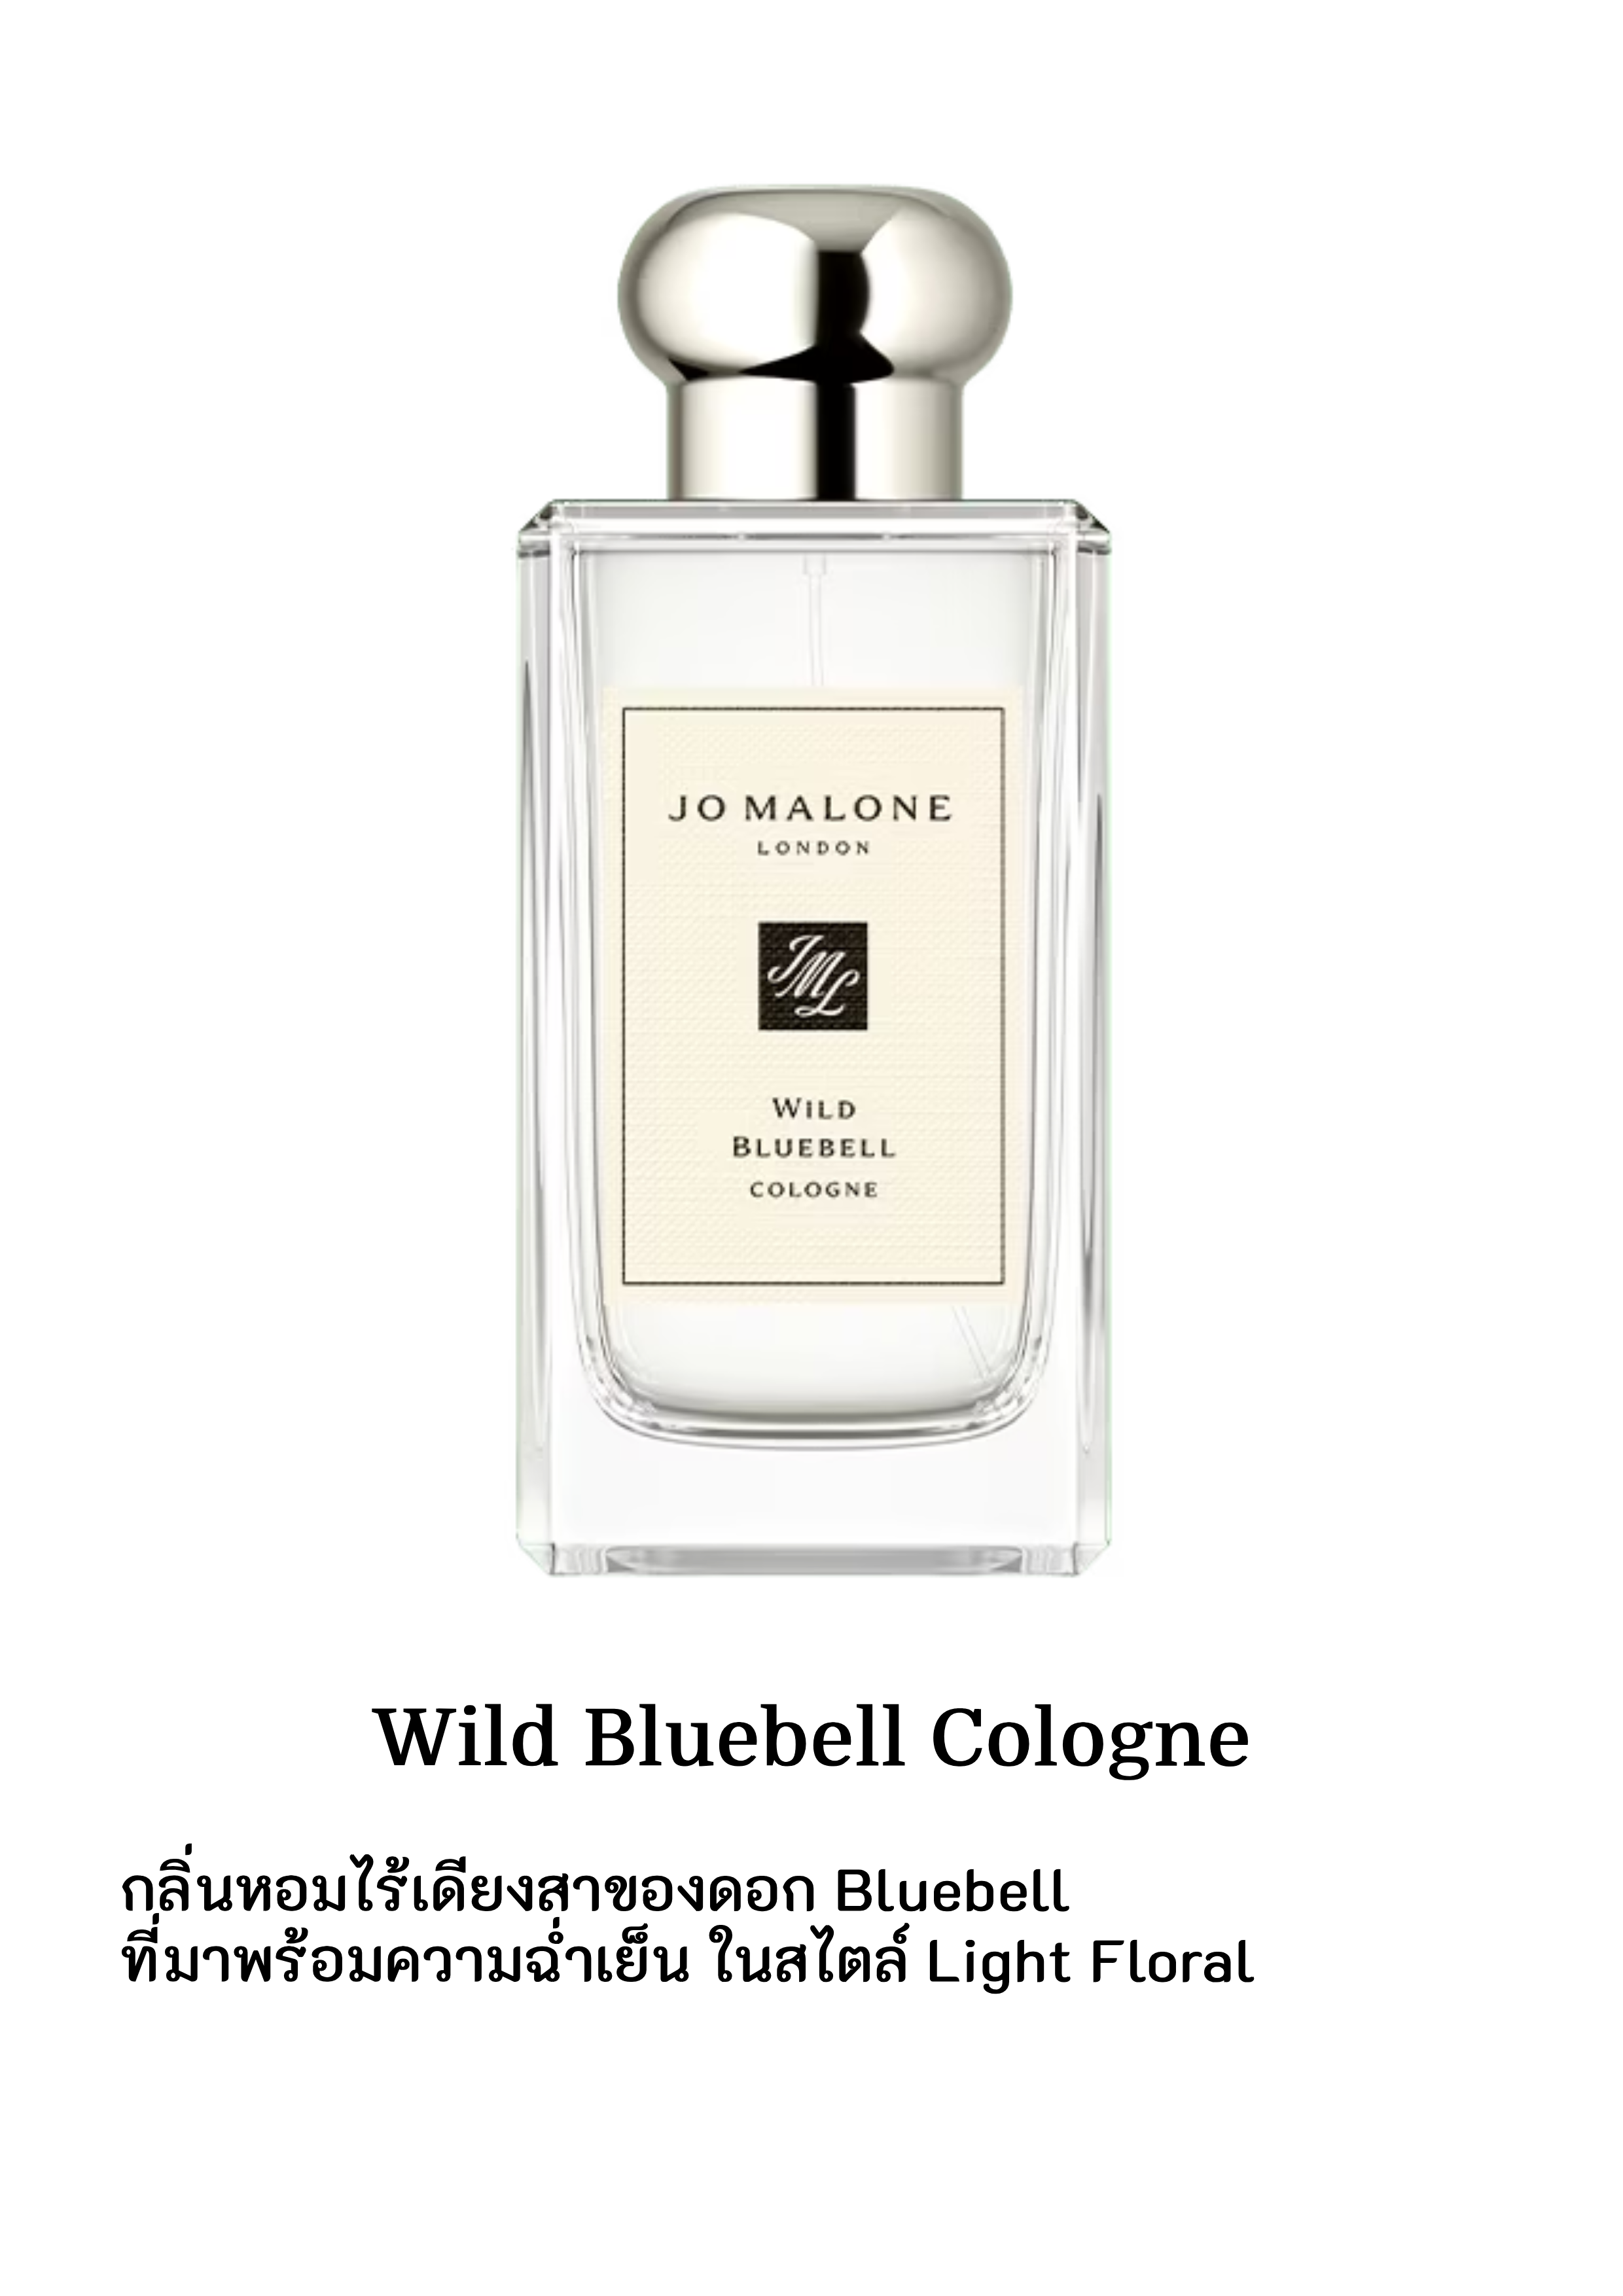 JO MALONE
LONDON
JML
WILD
BLUEBELL
COLOGNE
Wild Bluebell Cologne
กลิ่นหอมไร้เดียงสาของดอก Bluebell
ที่มาพร้อมความฉ่ำเย็น ในสไตล์ Light Floral